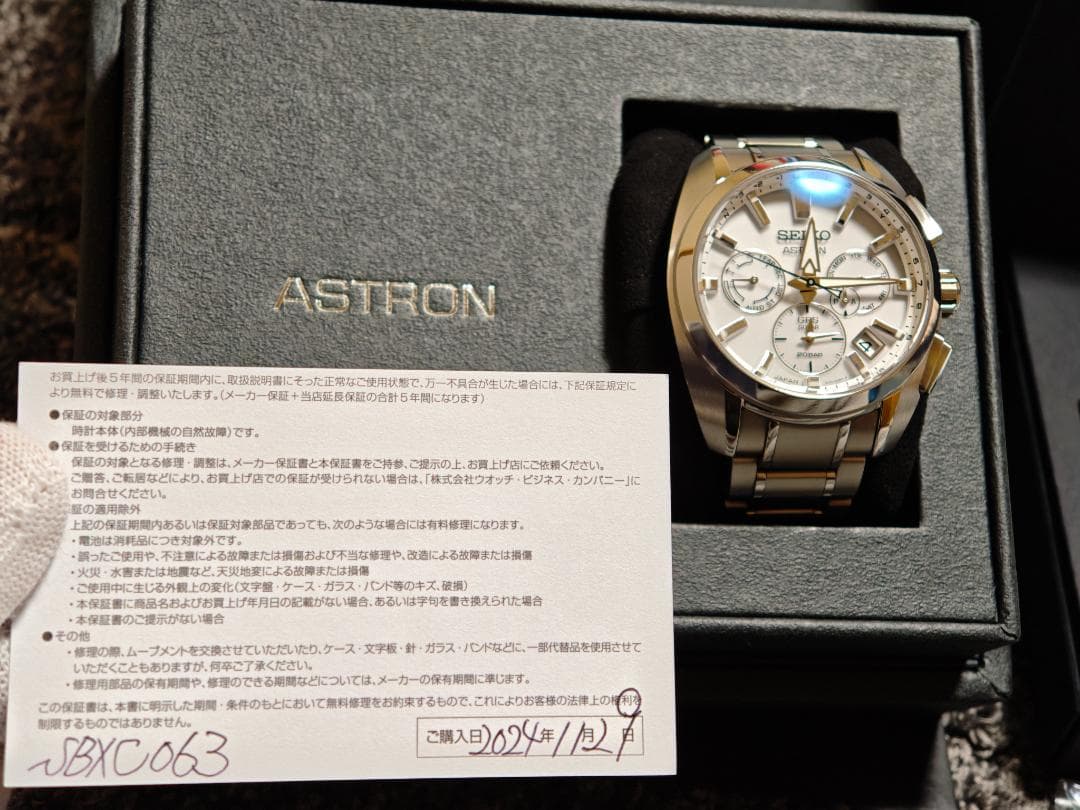 ASTRON
SEIKO
ASTRON
GPS
SOLAR
20BAR
JAPAN
お買上げ後5年間の保証期間内に、取扱説明書にそった正常なご使用状態で、万一不具合が生じた場合には、下記保証規定に
より無料で修理・調整いたします。(メーカー保証+当店延長保証の合計5年間になります)
●保証の対象部分
時計本体(内部機械の自然故障)です。
●保証を受けるための手続き
保証の対象となる修理・調整は、メーカー保証書と本保証書をご持参、ご提示の上、お買上げ店にご依頼ください。
ご贈答、ご転居などにより、お買上げ店での保証が受けられない場合は、「株式会社ウオッチ・ビジネス・カンパニー」に
お問合せください。
証の適用除外
上記の保証期間内あるいは保証対象部品であっても、次のような場合には有料修理になります。
・電池は消耗品につき対象外です。
・誤ったご使用や、不注意による故障または損傷および不当な修理や、改造による故障または損傷
・火災・水害または地震など、天災地変による故障または損傷
・ご使用中に生じる外観上の変化(文字盤・ケース・ガラス・バンド等のキズ、破損)
・本保証書に商品名およびお買上げ年月日の記載がない場合、あるいは字句を書き換えられた場合
・本保証書のご提示がない場合
●その他
・修理の際、ムーブメントを交換させていただいたり、ケース・文字板・針・ガラス・バンドなどに、一部代替品を使用させて
いただくこともありますが、何卒ご了承ください。
・修理用部品の保有期間や、修理のできる期間などについては、メーカーの保有期間に準じます。
この保証書は、本書に明示した期間・条件のもとにおいて無料修理をお約束するもので、これによりお客様の法律上の権利を
制限するものではありません。
SBXC063
ご購入日2024年11月29日